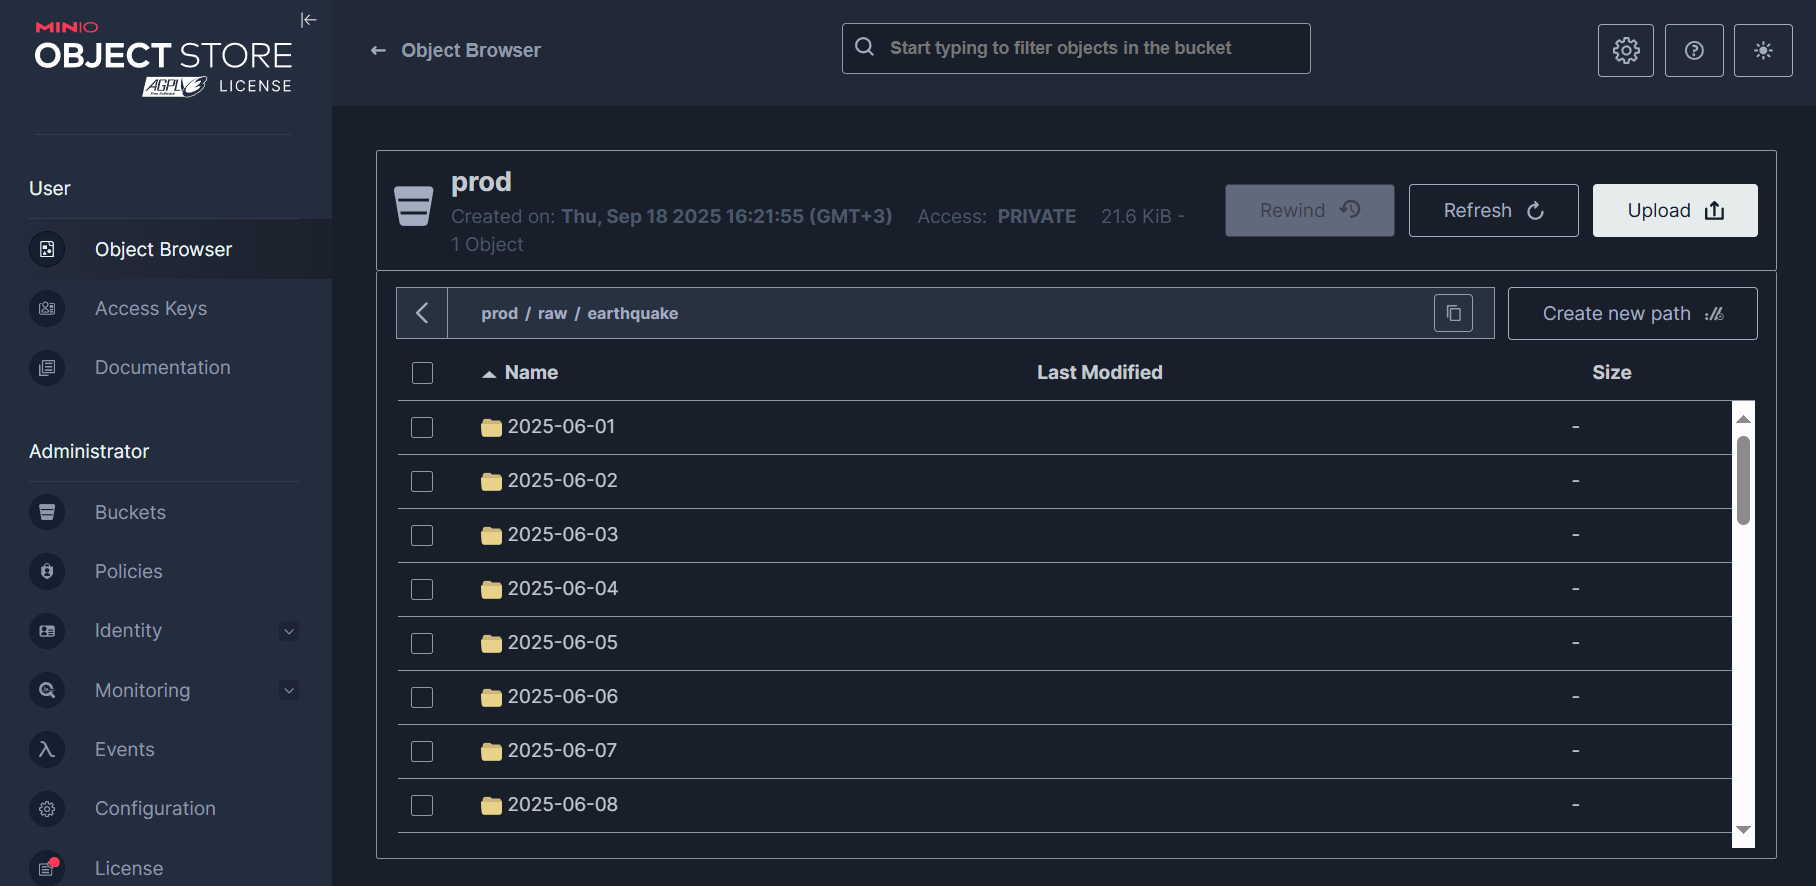 MINIO
OBJECT STORE
AGPL v3 LICENSE
User
Object Browser
Access Keys
Documentation
Administrator
Buckets
Policies
Identity
Monitoring
Events
Configuration
License
← Object Browser
Start typing to filter objects in the bucket
prod
Created on: Thu, Sep 18 2025 16:21:55 (GMT+3) Access: PRIVATE 21.6 KiB -
1 Object
Rewind
Refresh
Upload
prod / raw / earthquake
Create new path
Name Last Modified Size
2025-06-01 -
2025-06-02 -
2025-06-03 -
2025-06-04 -
2025-06-05 -
2025-06-06 -
2025-06-07 -
2025-06-08 -